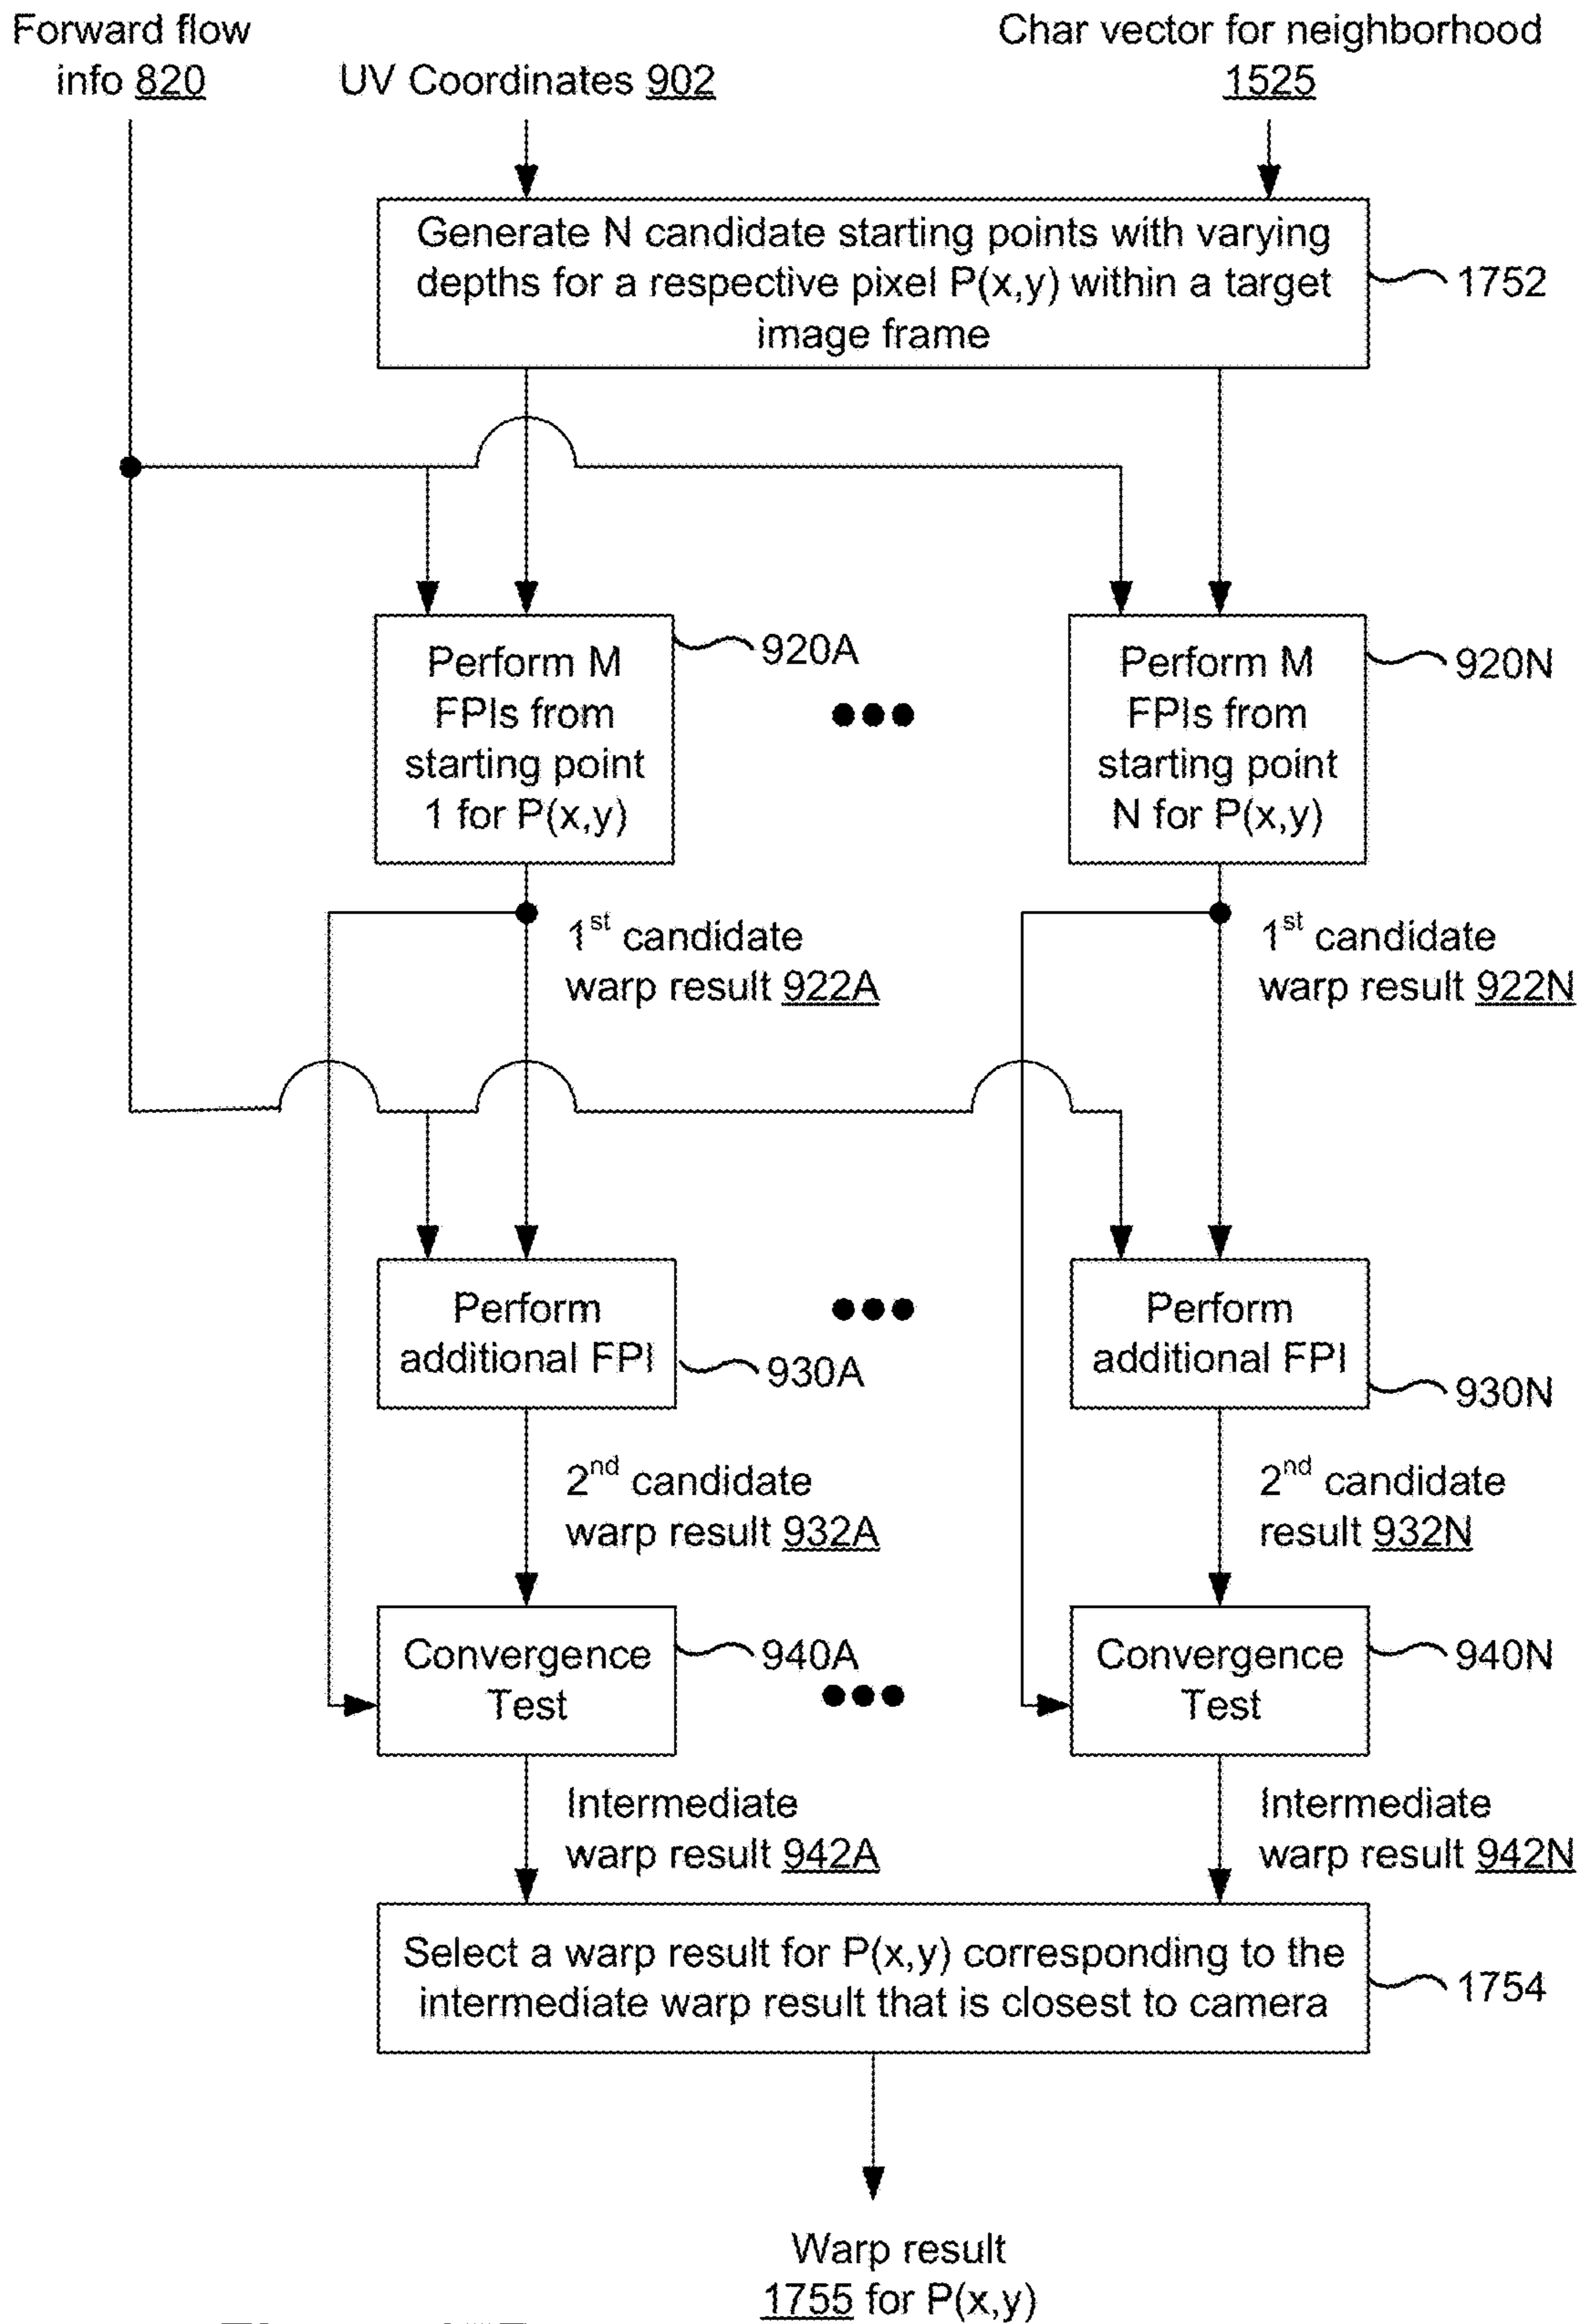 Forward flow
info 820
UV Coordinates 902
Char vector for neighborhood
1525
Generate N candidate starting points with varying
depths for a respective pixel P(x,y) within a target
image frame
1752
Perform M
FPIs from
starting point
1 for P(x,y)
920A
Perform M
FPIs from
starting point
N for P(x,y)
920N
1st candidate
warp result 922A
1st candidate
warp result 922N
Perform
additional FPI
930A
Perform
additional FPI
930N
2nd candidate
warp result 932A
2nd candidate
result 932N
Convergence
Test
940A
Convergence
Test
940N
Intermediate
warp result 942A
Intermediate
warp result 942N
Select a warp result for P(x,y) corresponding to the
intermediate warp result that is closest to camera
1754
Warp result
1755 for P(x,y)